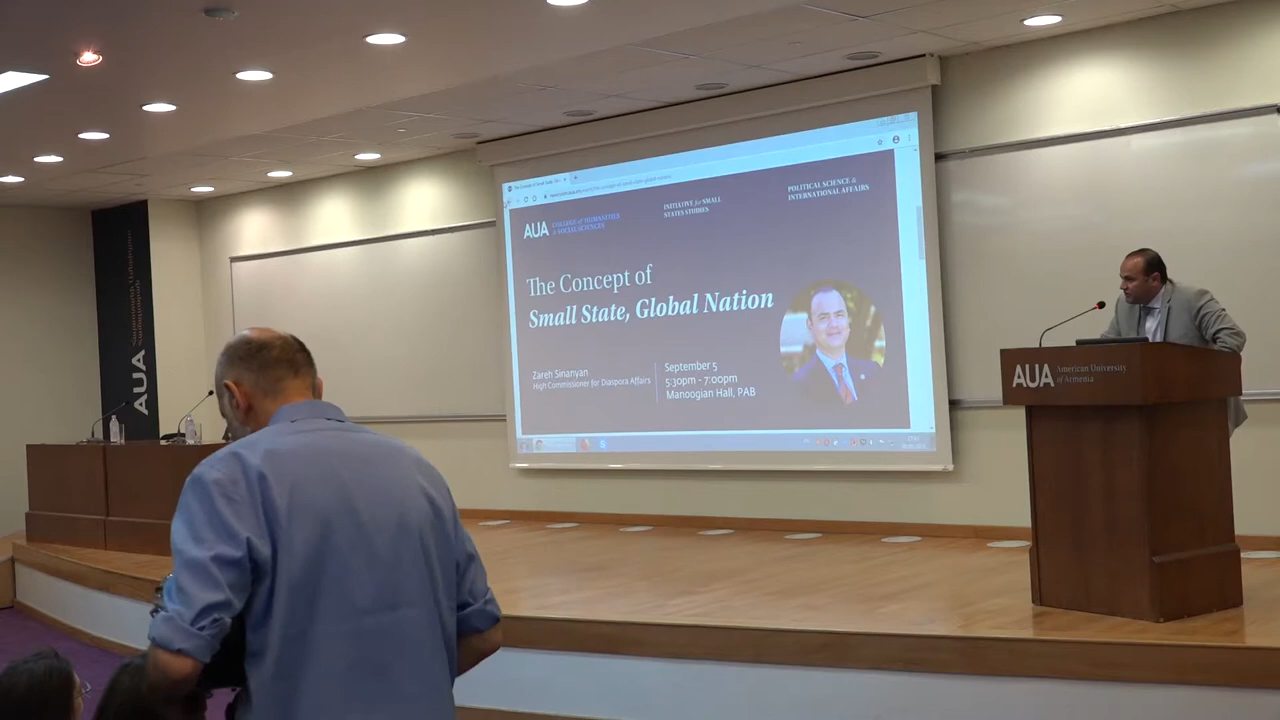 AUA
COLLEGE of HUMANITIES
& SOCIAL SCIENCES
INITIATIVE for SMALL
STATES STUDIES
POLITICAL SCIENCE &
INTERNATIONAL AFFAIRS
The Concept of
Small State, Global Nation
Zareh Sinanyan
High Commissioner for Diaspora Affairs
September 5
5:30pm - 7:00pm
Manoogian Hall, PAB
AUA
AUA American University
of Armenia